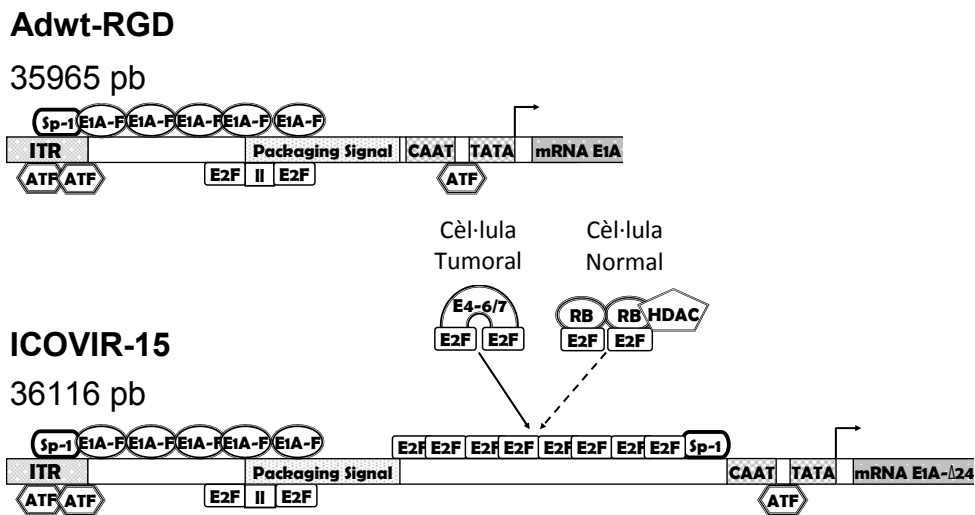 Adwt-RGD
35965 pb
Sp-1 E1A-F E1A-F E1A-F E1A-F E1A-F
ITR Packaging Signal CAAT TATA mRNA E1A
ATF ATF E2F II E2F ATF
Cèl·lula Cèl·lula
Tumoral Normal
E4-6/7 RB RB HDAC
E2F E2F E2F E2F
ICOVIR-15
36116 pb
Sp-1 E1A-F E1A-F E1A-F E1A-F E1A-F E2F E2F E2F E2F E2F E2F E2F E2F Sp-1
ITR Packaging Signal CAAT TATA mRNA E1A-Δ24
ATF ATF E2F II E2F ATF